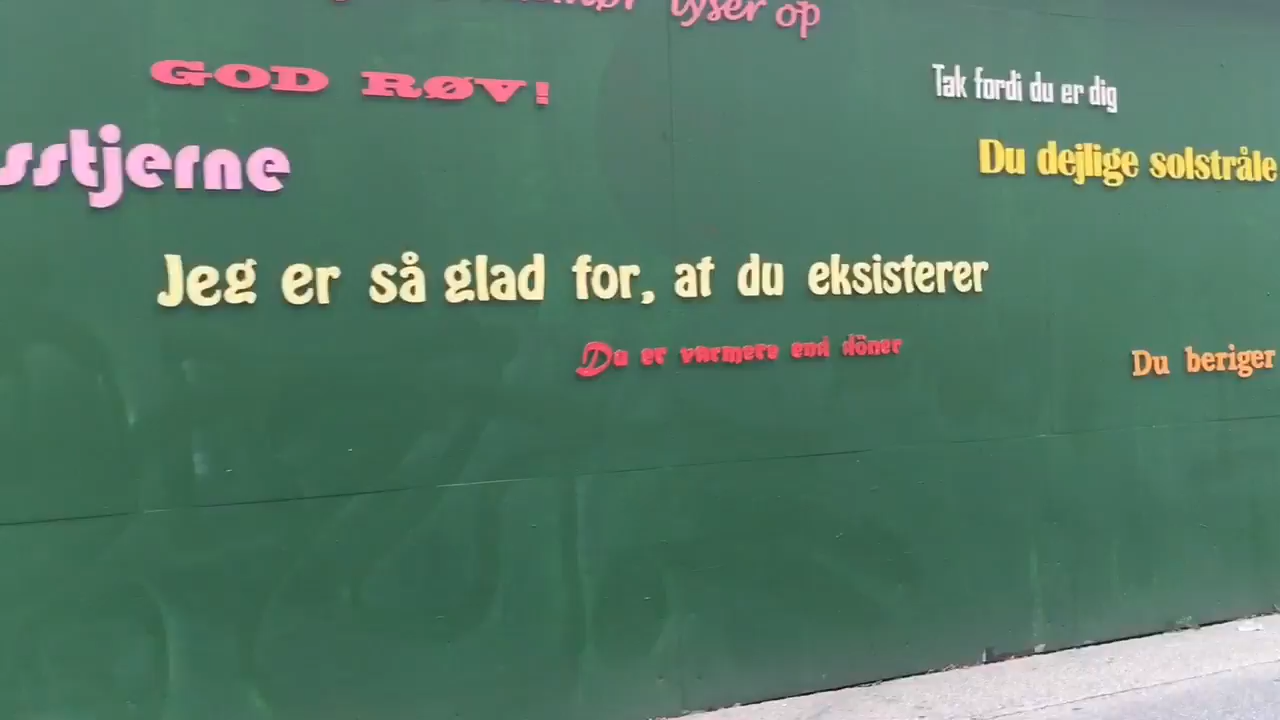 lyser op
GOD RØV!
Tak fordi du er dig
sstjerne
Du dejlige solstråle
Jeg er så glad for, at du eksisterer
Du er varmere end döner
Du beriger